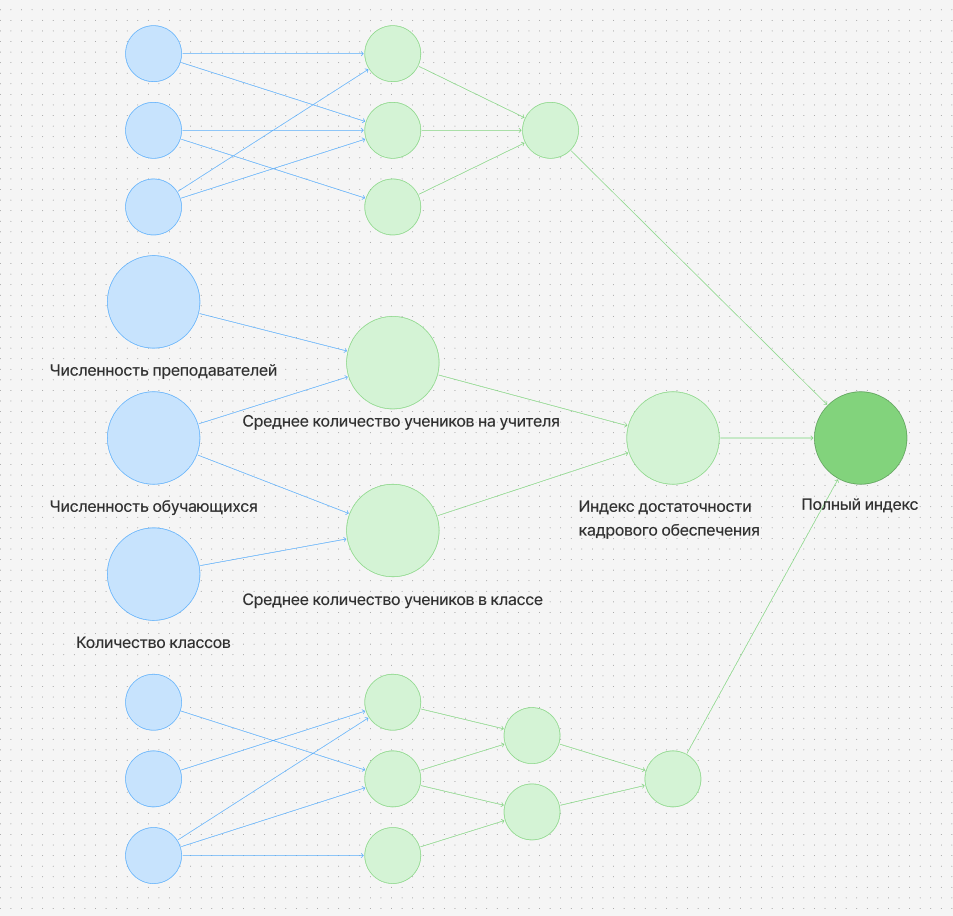 Численность преподавателей
Среднее количество учеников на учителя
Численность обучающихся
Индекс достаточности
кадрового обеспечения
Полный индекс
Среднее количество учеников в классе
Количество классов